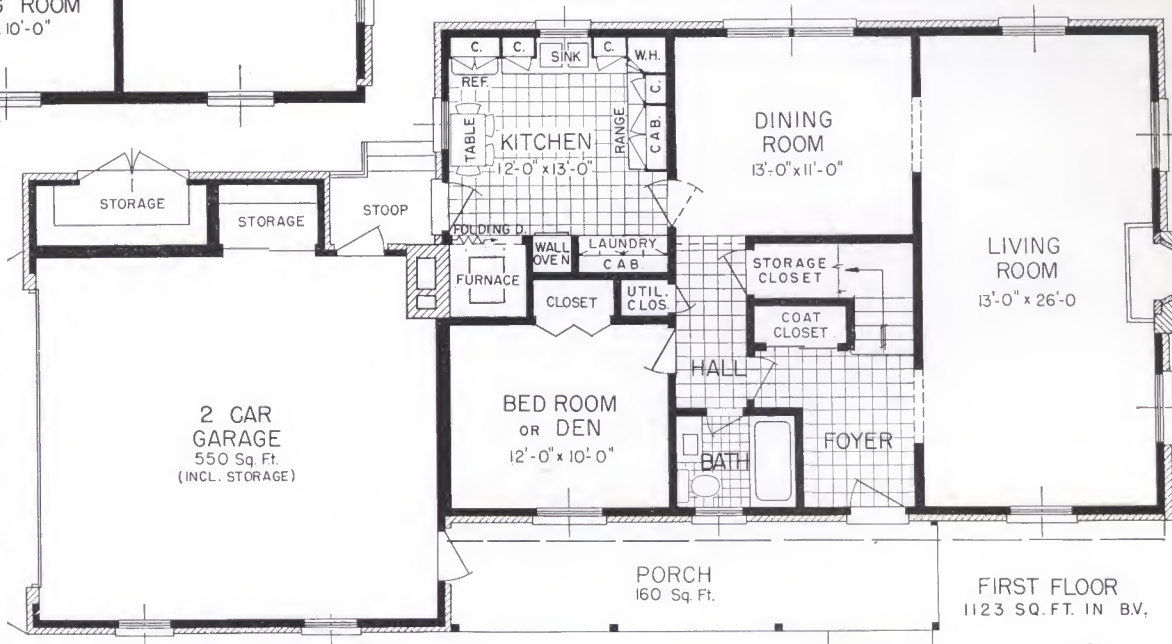 ROOM
10'-0"
C.
C.
SINK
C.
W.H.
REF.
C.
TABLE
KITCHEN
12'-0" x 13'-0"
RANGE
CAB.
DINING
ROOM
13'-0" x 11'-0"
STORAGE
STORAGE
STOOP
FOLDING D.
WALL
OVEN
LAUNDRY
CAB.
FURNACE
CLOSET
UTIL.
CLOS.
STORAGE
CLOSET
COAT
CLOSET
LIVING
ROOM
13'-0" x 26'-0
HALL
2 CAR
GARAGE
550 Sq. Ft.
(INCL. STORAGE)
BED ROOM
OR DEN
12'-0" x 10'-0"
BATH
FOYER
PORCH
160 Sq. Ft.
FIRST FLOOR
1123 SQ. FT. IN B.V.